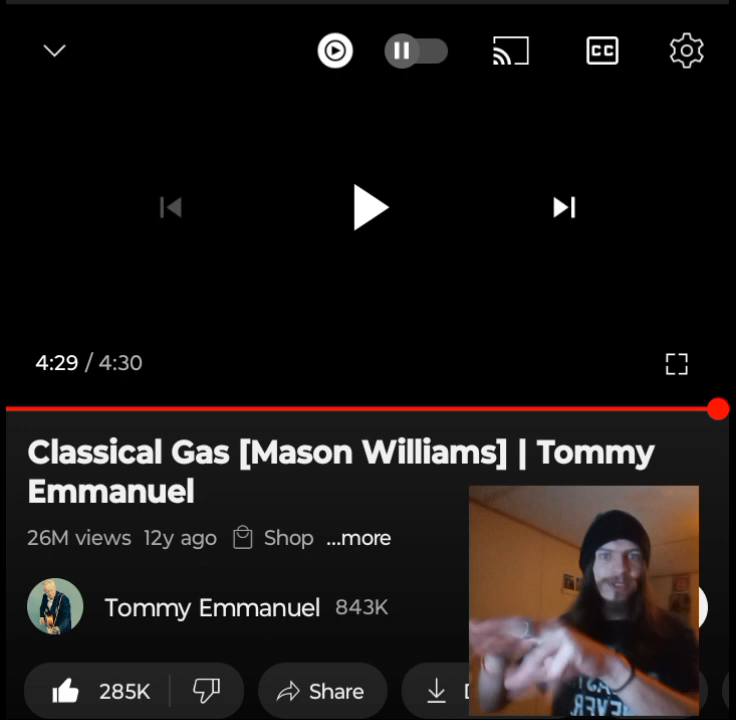 CC
4:29 / 4:30
Classical Gas [Mason Williams] | Tommy
Emmanuel
26M views 12y ago Shop ...more
Tommy Emmanuel 843K
285K Share